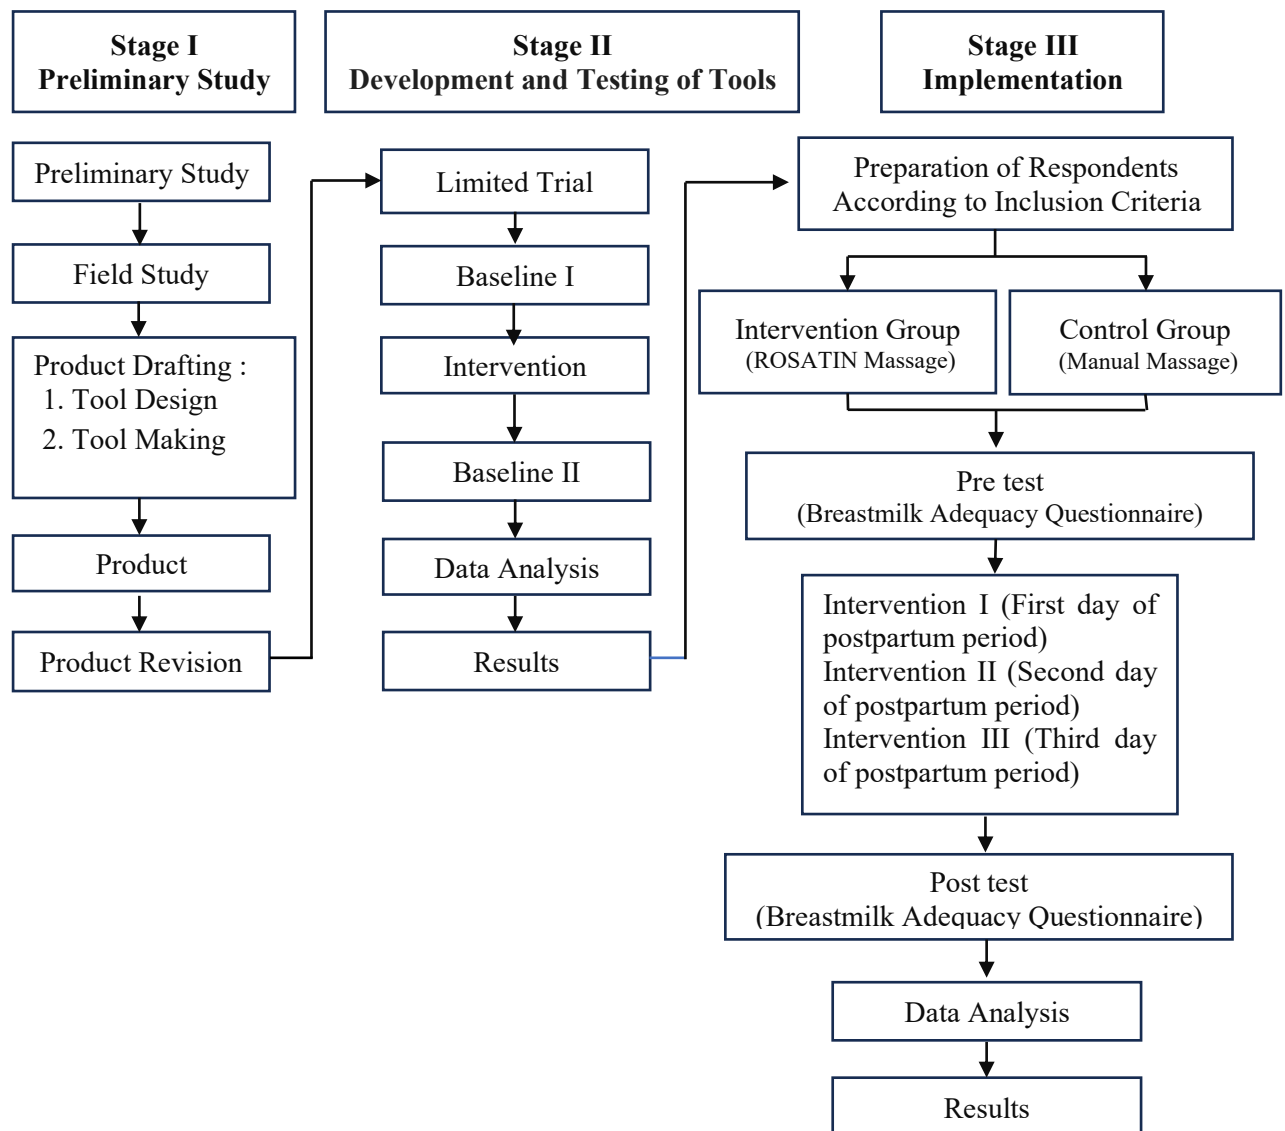 Stage I
Preliminary Study
Preliminary Study
Field Study
Product Drafting :
1. Tool Design
2. Tool Making
Product
Product Revision
Stage II
Development and Testing of Tools
Limited Trial
Baseline I
Intervention
Baseline II
Data Analysis
Results
Stage III
Implementation
Preparation of Respondents
According to Inclusion Criteria
Intervention Group
(ROSATIN Massage)
Control Group
(Manual Massage)
Pre test
(Breastmilk Adequacy Questionnaire)
Intervention I (First day of
postpartum period)
Intervention II (Second day
of postpartum period)
Intervention III (Third day
of postpartum period)
Post test
(Breastmilk Adequacy Questionnaire)
Data Analysis
Results